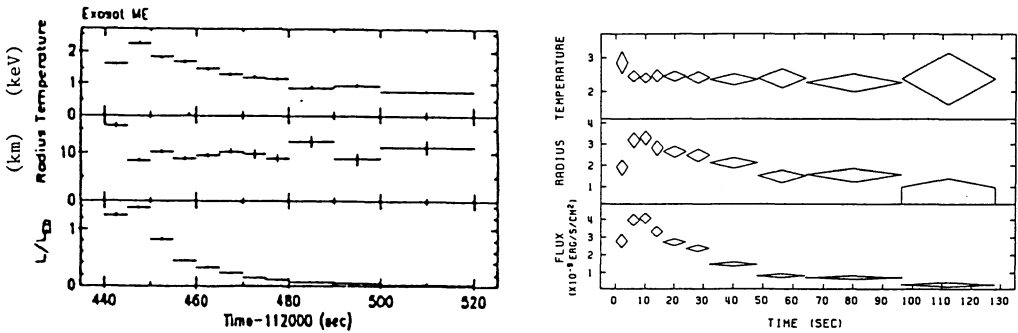 Exosat ME
Temperature
(keV)
2
1
0
Radius
(km)
10
0
L/L_ED
1
0
440 460 480 500 520
Time-112000 (sec)
TEMPERATURE
3
2
RADIUS
4
3
2
1
FLUX
(X10⁻⁹ ERG/S/CM²)
4
3
2
1
0 10 20 30 40 50 60 70 80 90 100 110 120 130
TIME (SEC)